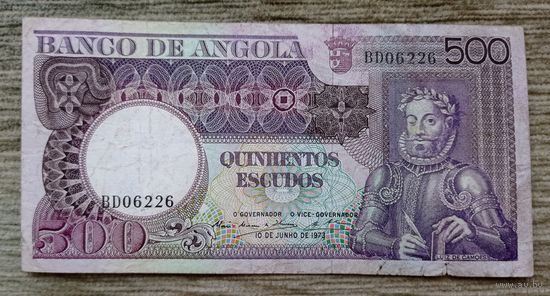 BANCO DE ANGOLA
BD06226 500
QUINHENTOS
ESCUDOS
BD06226
O GOVERNADOR O VICE-GOVERNADOR
10 DE JUNHO DE 1973
500
LUIZ DE CAMÕES